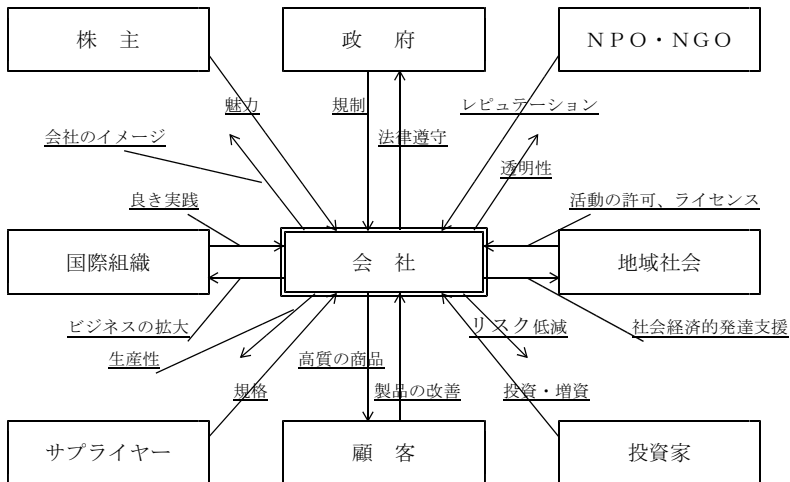 株　主
政　府
ＮＰＯ・ＮＧＯ
魅力
規制
レピュテーション
会社のイメージ
法律遵守
透明性
良き実践
活動の許可、ライセンス
国際組織
会　社
地域社会
ビジネスの拡大
リスク低減
社会経済的発達支援
生産性
高質の商品
規格
製品の改善
投資・増資
サプライヤー
顧　客
投資家